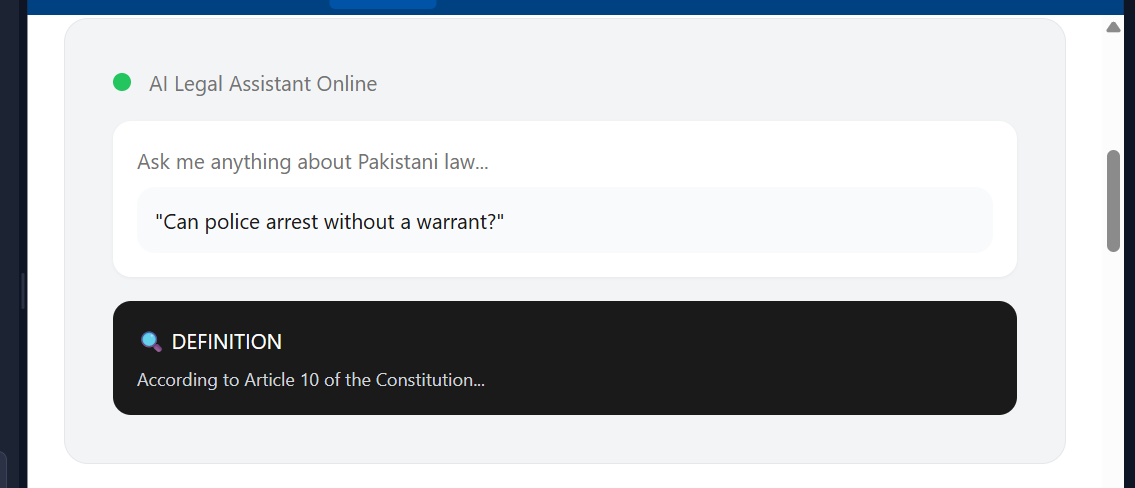 AI Legal Assistant Online
Ask me anything about Pakistani law...
"Can police arrest without a warrant?"
🔍 DEFINITION
According to Article 10 of the Constitution...